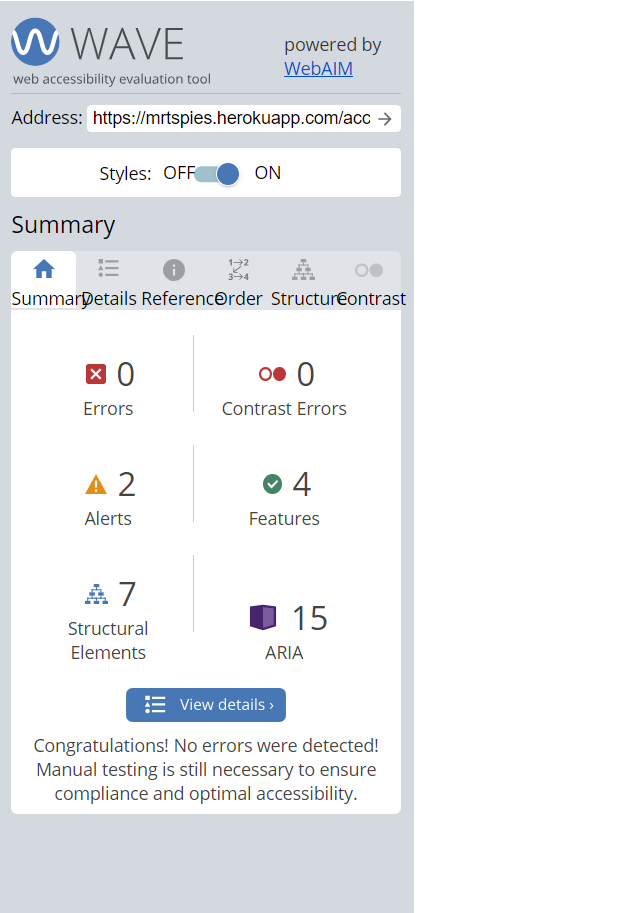 WAVE
web accessibility evaluation tool
powered by
WebAIM
Address: https://mrtspies.herokuapp.com/acc
Styles: OFF ON
Summary
Summary Details Reference Order Structure Contrast
0
Errors
0
Contrast Errors
2
Alerts
4
Features
7
Structural
Elements
15
ARIA
View details ›
Congratulations! No errors were detected!
Manual testing is still necessary to ensure
compliance and optimal accessibility.